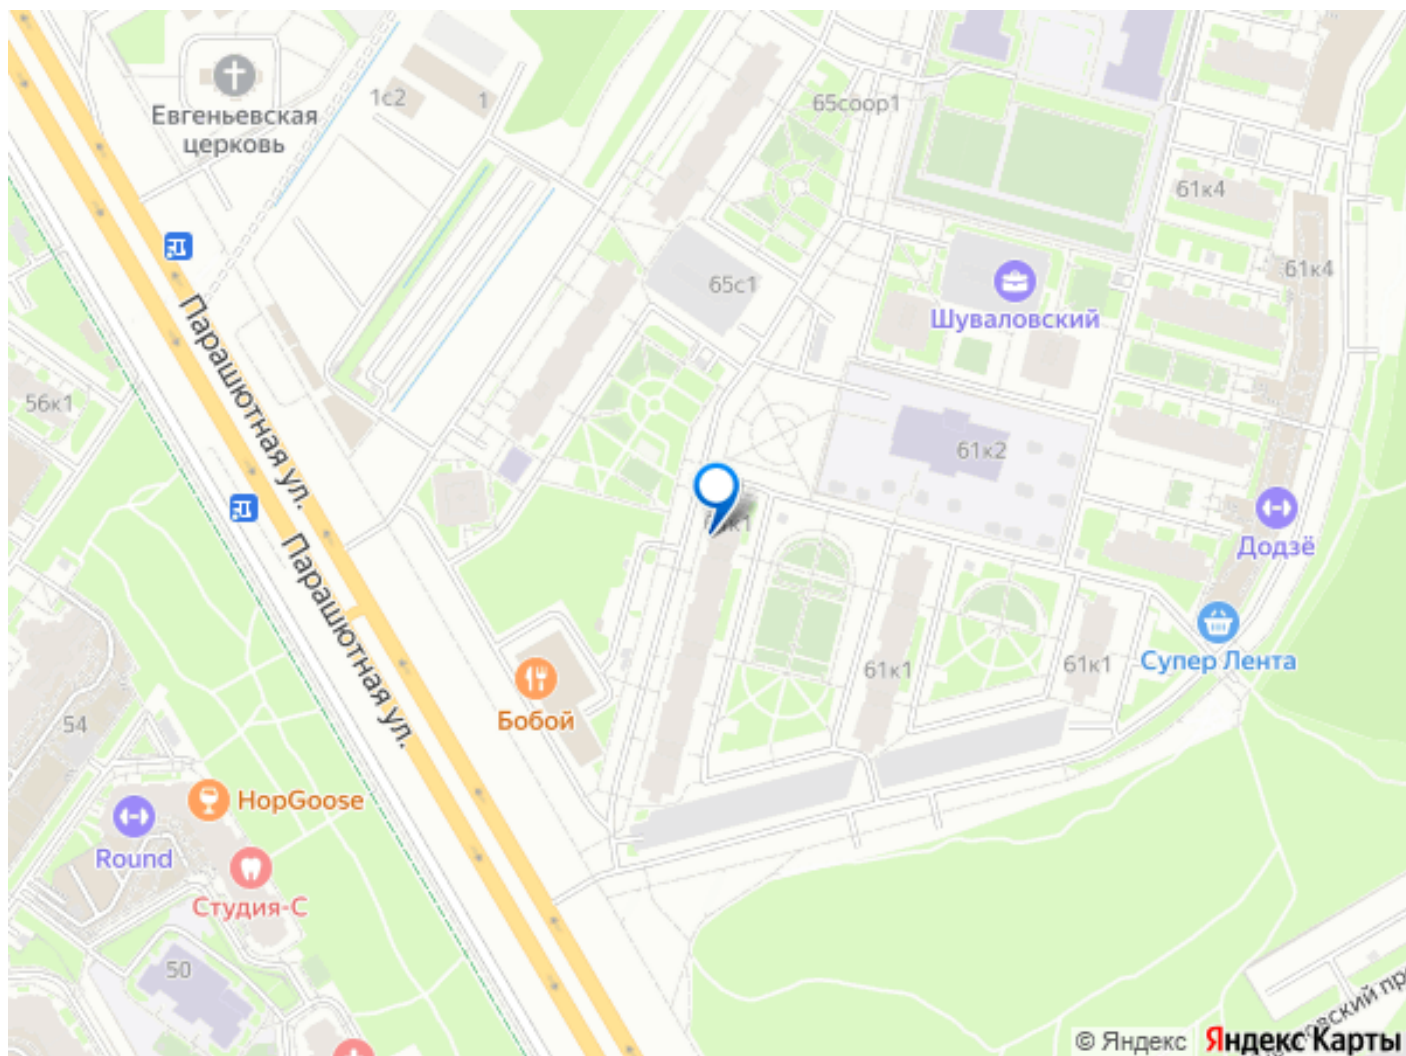 Евгеньевская
церковь
1с2
1
65соор1
61к4
65с1
61к4
Шуваловский
Парашютная ул.
56к1
61к2
Додзё
Парашютная ул.
61к1
61к1
Супер Лента
Бобой
54
HopGoose
Round
Студия-С
50
© Яндекс
Яндекс Карты